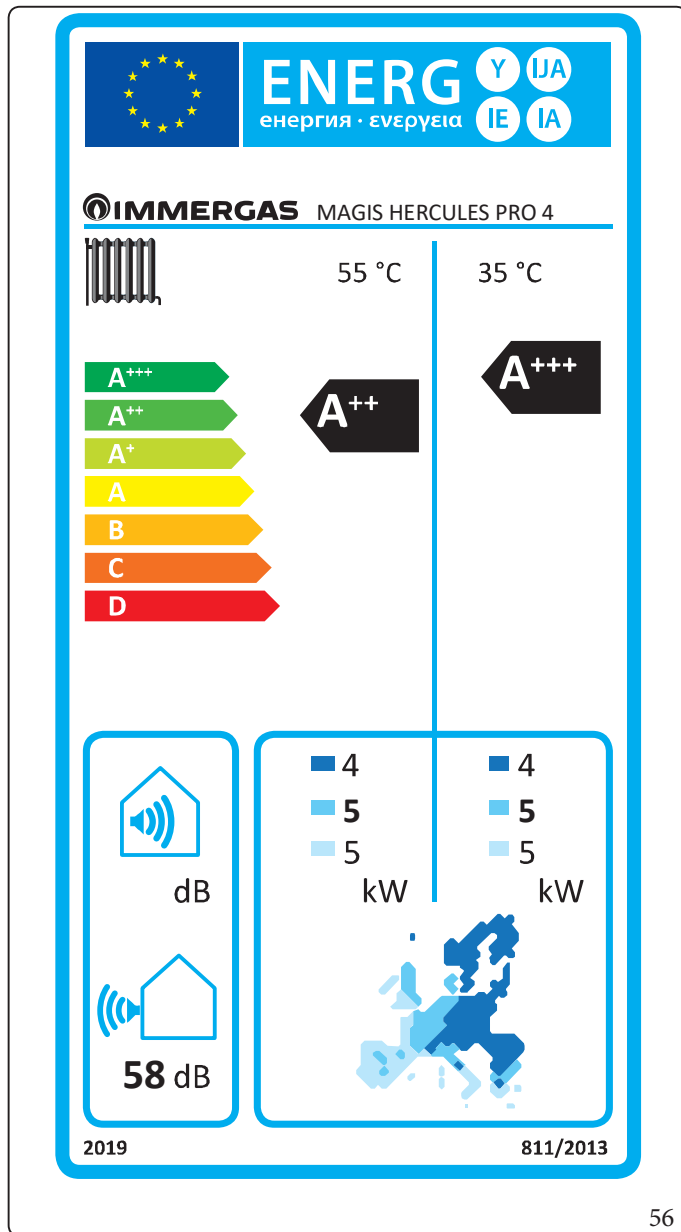 ENERG Y IJA
енергия · ενεργεια IE IA
IMMERGAS MAGIS HERCULES PRO 4
55 °C 35 °C
A+++
A++
A+
A
B
C
D
A++
A+++
4 4
5 5
5 5
dB kW kW
58 dB
2019 811/2013
56